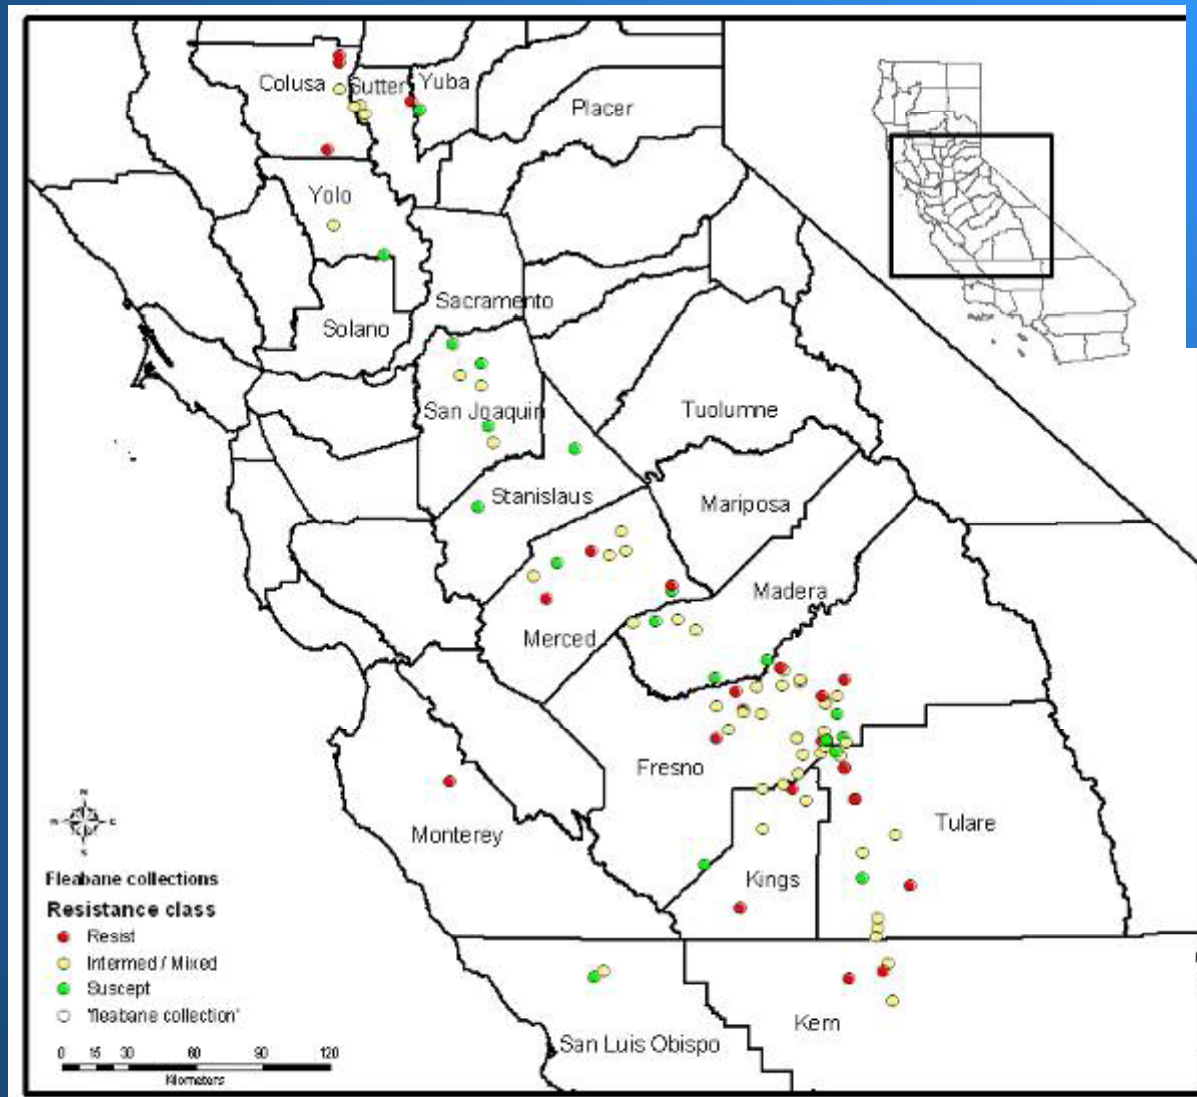 Colusa
Sutter
Yuba
Placer
Yolo
Sacramento
Solano
San Joaquin
Tuolumne
Stanislaus
Mariposa
Madera
Merced
Fresno
Monterey
Tulare
Kings
Kern
San Luis Obispo
N
S
Fleabane collections
Resistance class
Resist
Intermed / Mixed
Suscept
'fleabane collection'
0 15 30 60 90 120
Kilometers